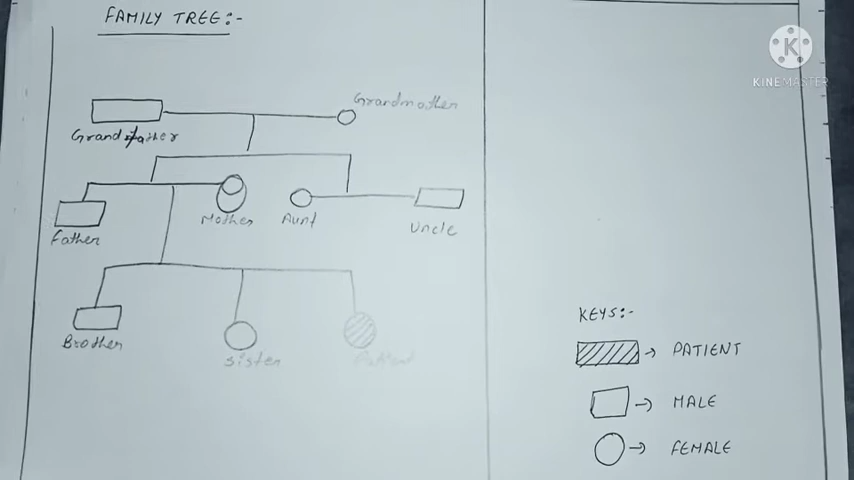 FAMILY TREE:-
K
KINEMASTER
Grandmother
Grandfather
Mother
Aunt
Uncle
Father
KEYS:-
Brother
Sister
Patient
PATIENT
MALE
FEMALE